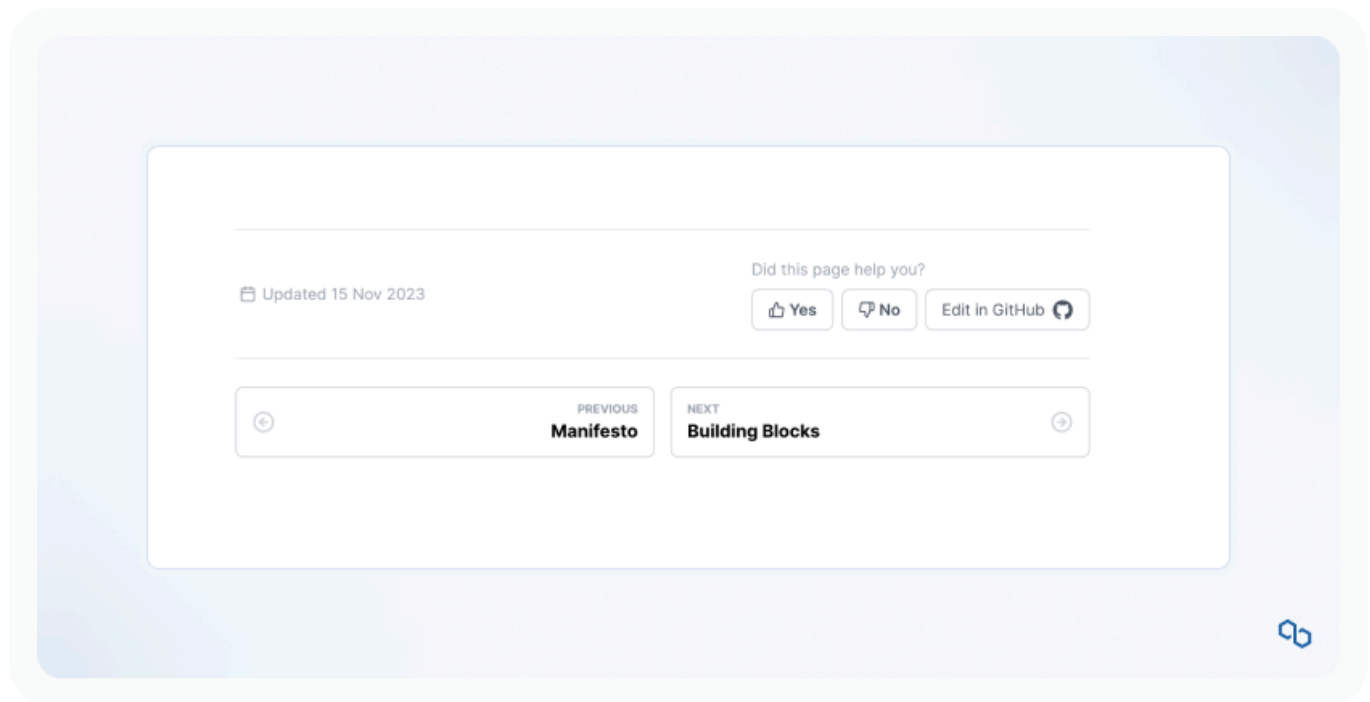 Updated 15 Nov 2023
Did this page help you?
Yes
No
Edit in GitHub
PREVIOUS
Manifesto
NEXT
Building Blocks